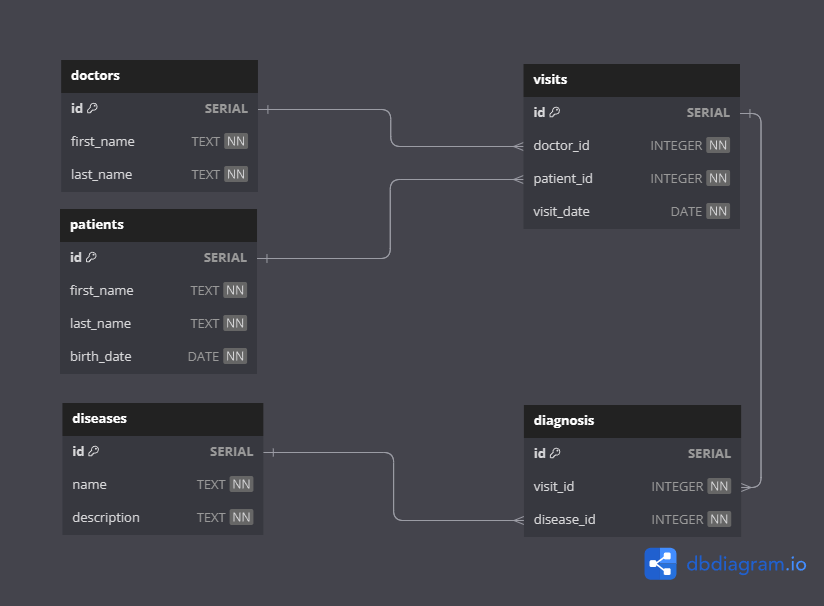 doctors
id SERIAL
first_name TEXT NN
last_name TEXT NN
patients
id SERIAL
first_name TEXT NN
last_name TEXT NN
birth_date DATE NN
diseases
id SERIAL
name TEXT NN
description TEXT NN
visits
id SERIAL
doctor_id INTEGER NN
patient_id INTEGER NN
visit_date DATE NN
diagnosis
id SERIAL
visit_id INTEGER NN
disease_id INTEGER NN
dbdiagram.io